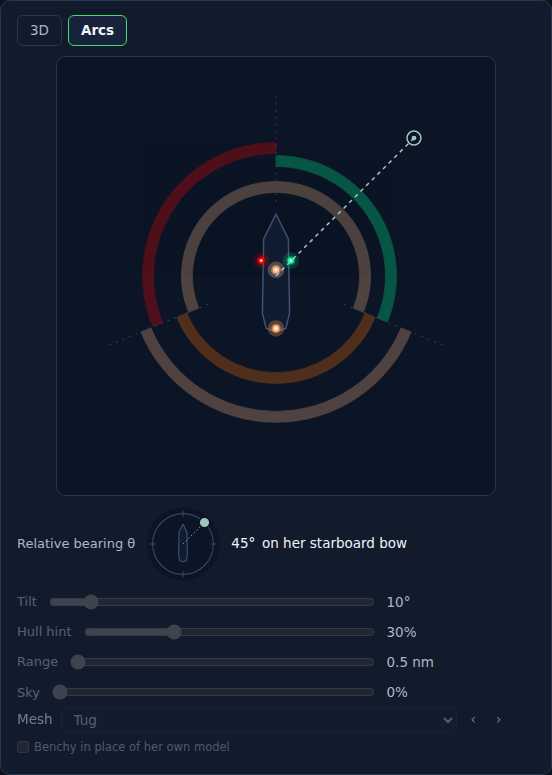 3D Arcs
Relative bearing θ 45° on her starboard bow
Tilt 10°
Hull hint 30%
Range 0.5 nm
Sky 0%
Mesh Tug ‹ ›
Benchy in place of her own model